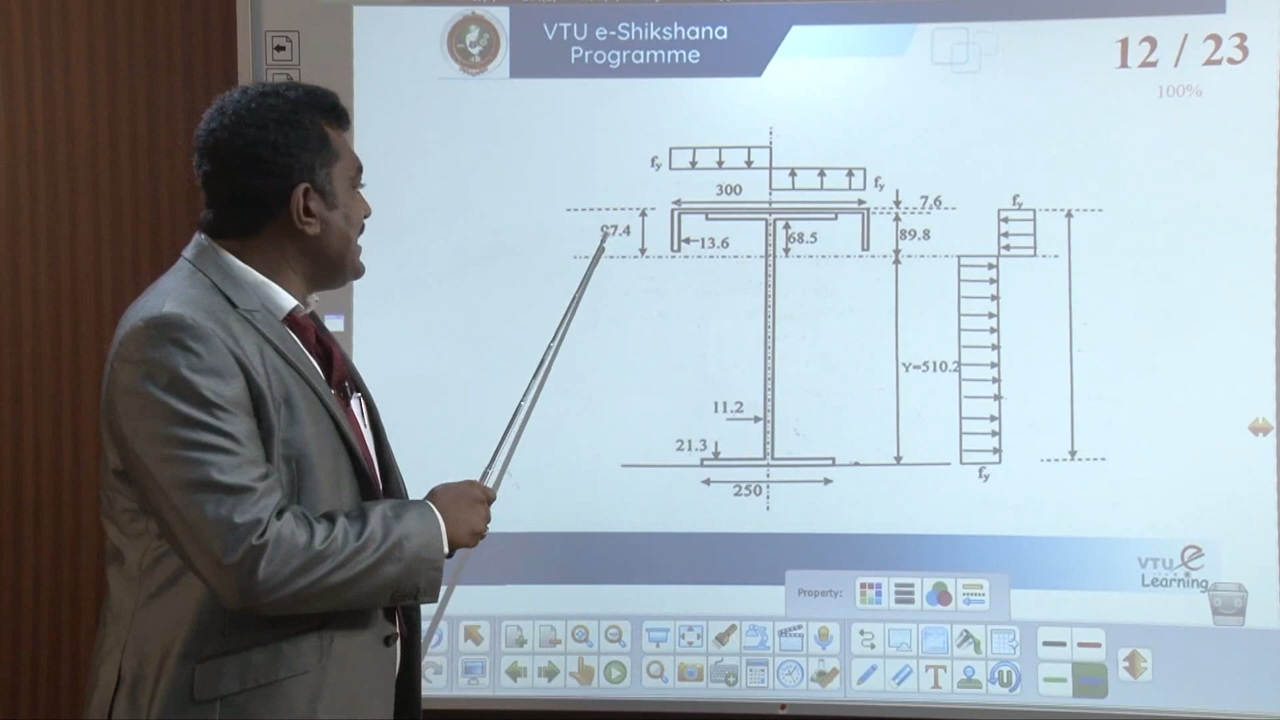 VTU e-Shikshana
Programme
12 / 23
100%
fy
fy
300
7.6
fy
97.4
13.6
68.5
89.8
Y=510.2
11.2
21.3
250
fy
VTU e
Learning
Property:
T